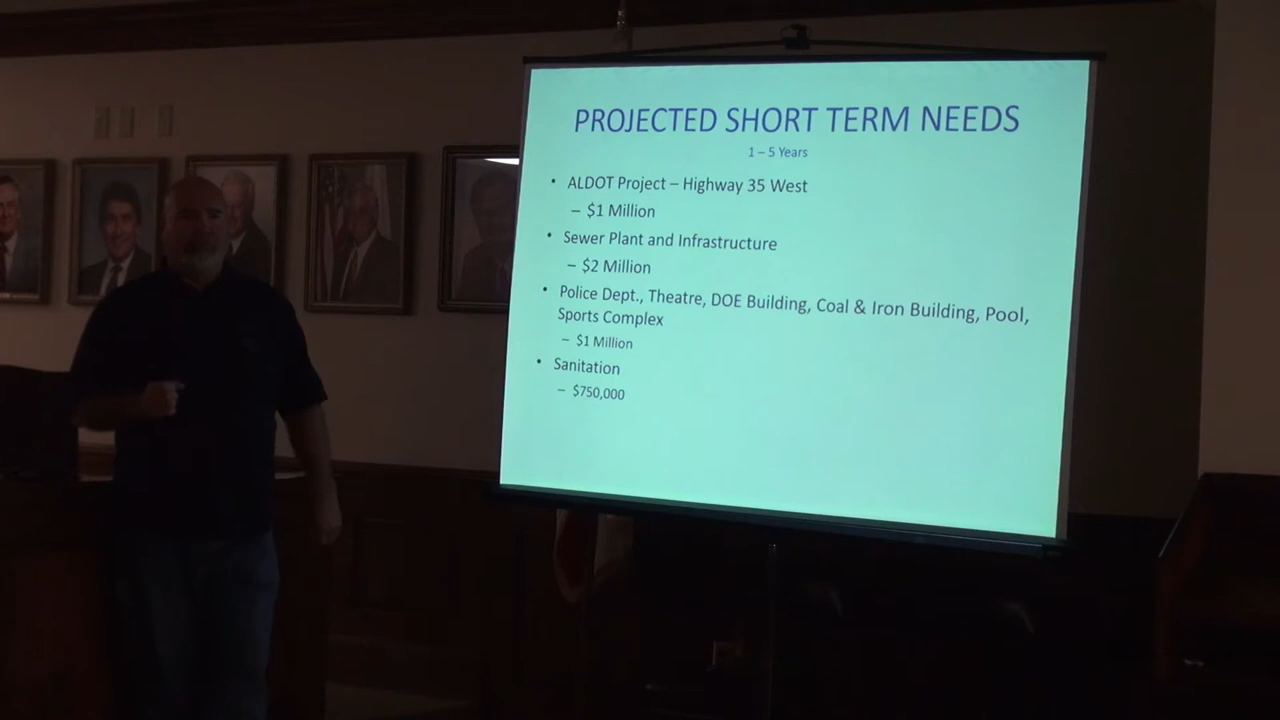 PROJECTED SHORT TERM NEEDS
1 – 5 Years
• ALDOT Project – Highway 35 West
– $1 Million
• Sewer Plant and Infrastructure
– $2 Million
• Police Dept., Theatre, DOE Building, Coal & Iron Building, Pool,
Sports Complex
– $1 Million
• Sanitation
– $750,000